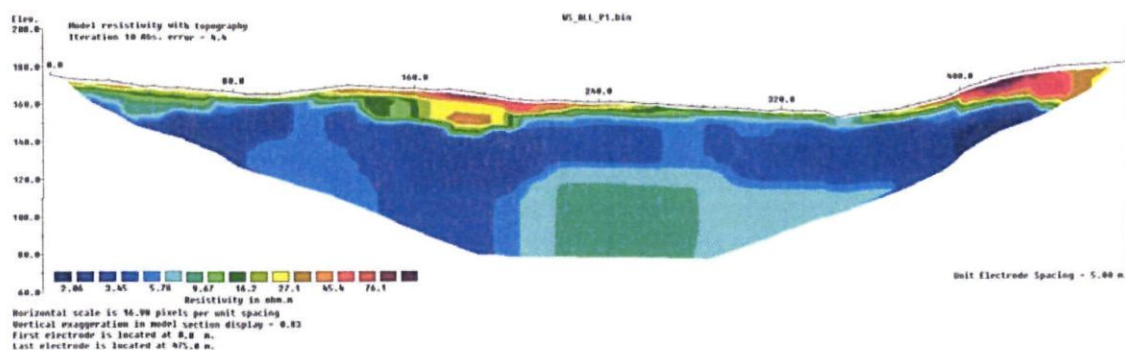 WS_ALL_P1.bin
Elev.
Model resistivity with topography
Iteration 10 Abs. error - 4.4
200.0
180.0
160.0
140.0
120.0
100.0
80.0
60.0
0.0
80.0
160.0
240.0
320.0
400.0
2.06 3.45 5.78 9.67 16.2 27.1 45.4 76.1
Resistivity in ohm.m
Unit Electrode Spacing - 5.00 m
Horizontal scale is 16.90 pixels per unit spacing
Vertical exaggeration in model section display - 0.83
First electrode is located at 0.0 m.
Last electrode is located at 475.0 m.